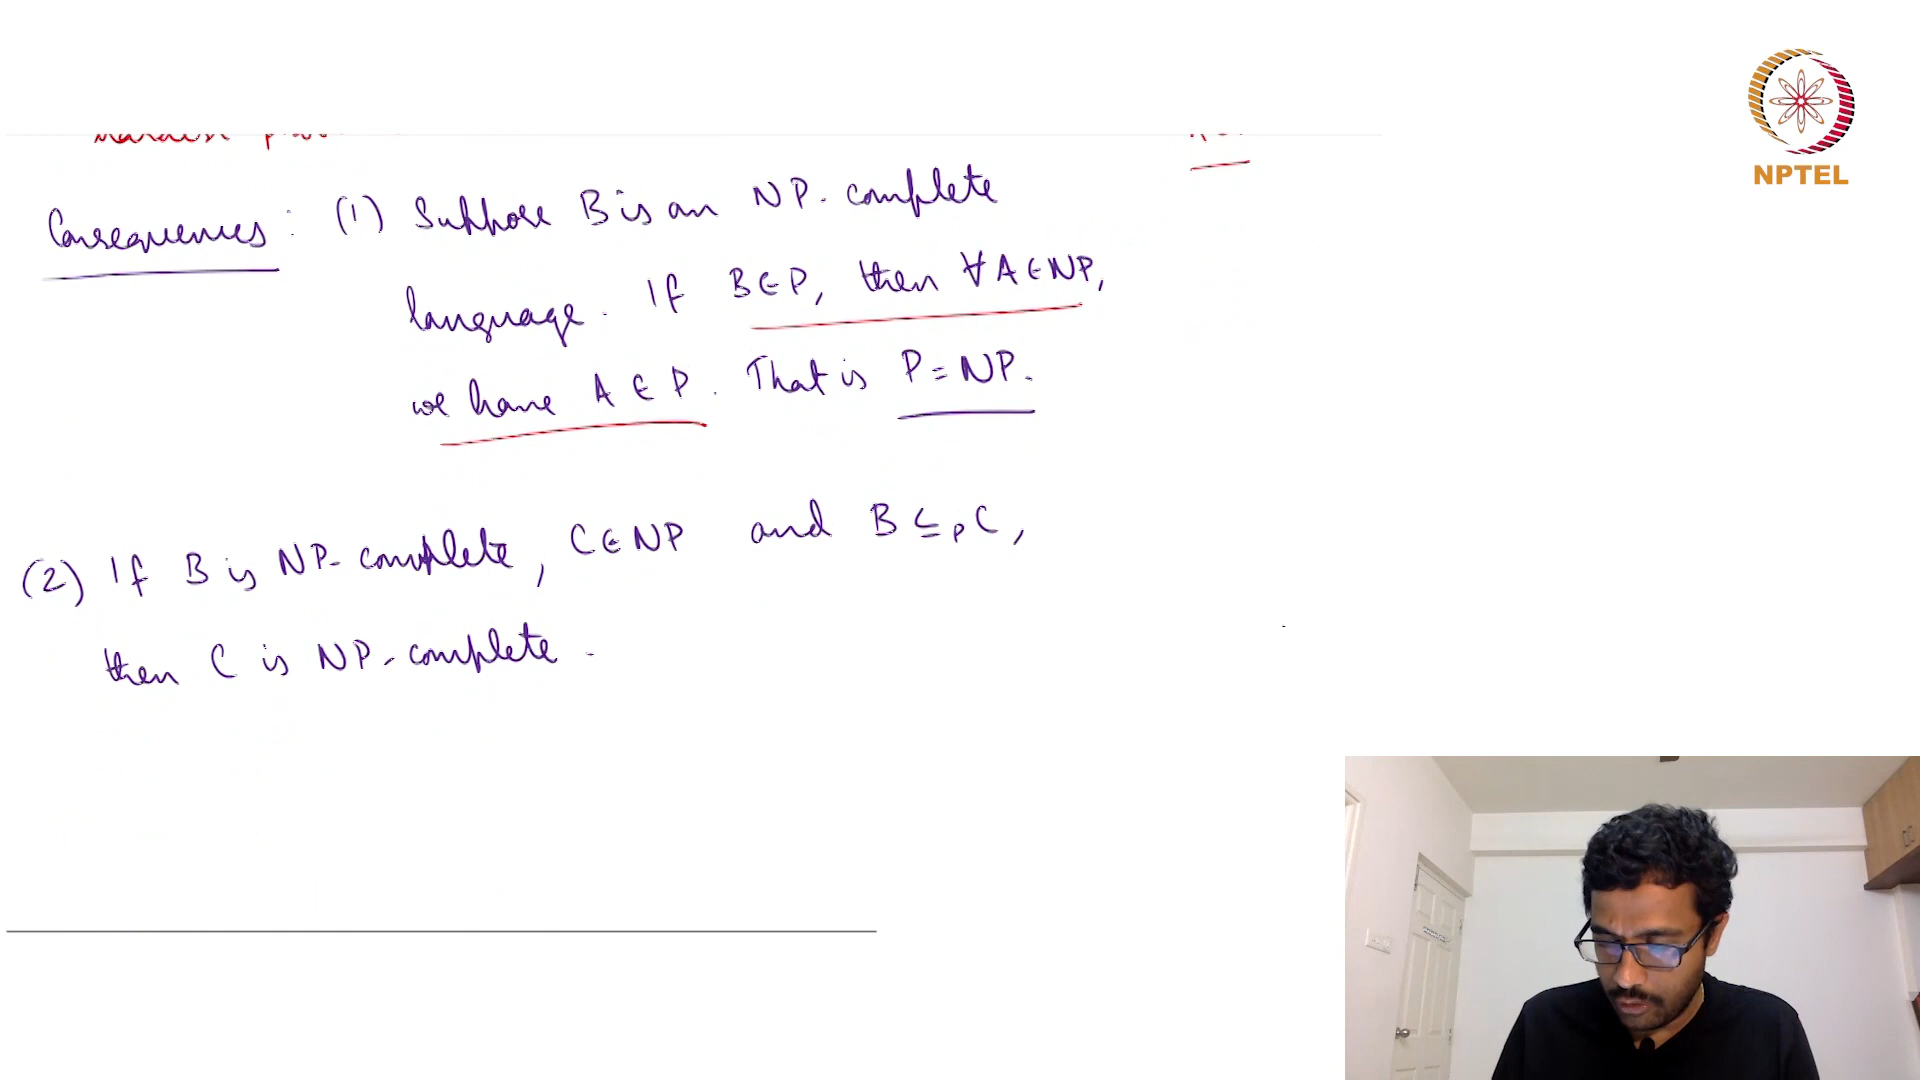 NPTEL
Consequences : (1) Suppose B is an NP-complete
language. If B∈P, then ∀A∈NP,
we have A∈P. That is P=NP.
(2) If B is NP-complete, C∈NP and B ≤ₚ C,
then C is NP-complete.